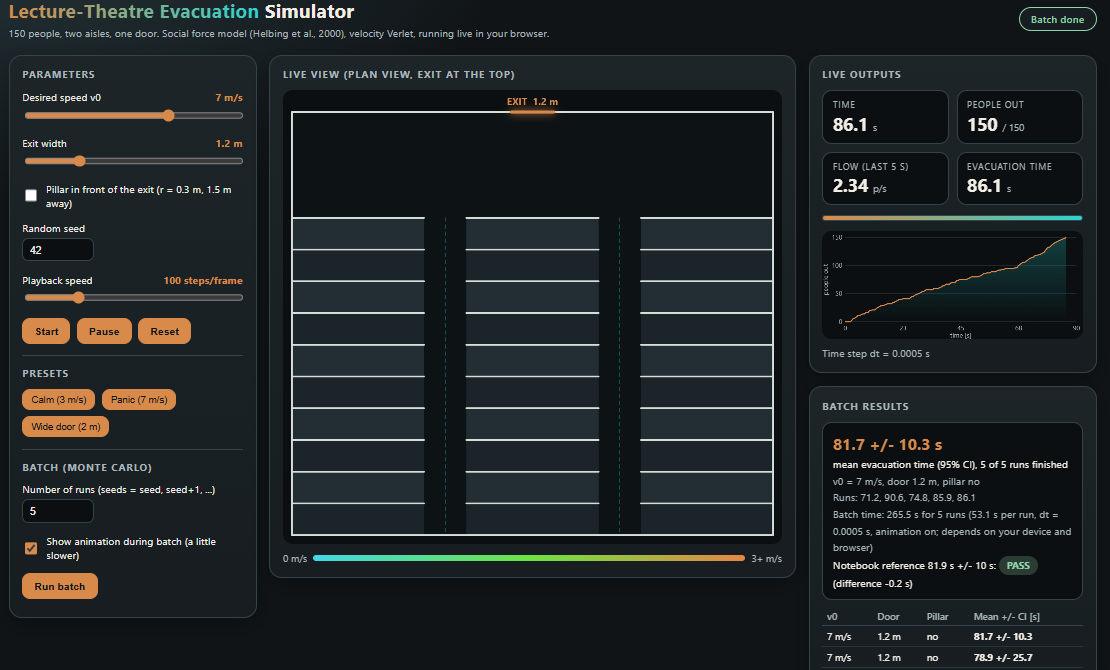 Lecture-Theatre Evacuation Simulator
150 people, two aisles, one door. Social force model (Helbing et al., 2000), velocity Verlet, running live in your browser.
Batch done
PARAMETERS
Desired speed v0 7 m/s
Exit width 1.2 m
Pillar in front of the exit (r = 0.3 m, 1.5 m
away)
Random seed
42
Playback speed 100 steps/frame
Start Pause Reset
PRESETS
Calm (3 m/s) Panic (7 m/s)
Wide door (2 m)
BATCH (MONTE CARLO)
Number of runs (seeds = seed, seed+1, ...)
5
Show animation during batch (a little
slower)
Run batch
LIVE VIEW (PLAN VIEW, EXIT AT THE TOP)
EXIT 1.2 m
0 m/s 3+ m/s
LIVE OUTPUTS
TIME
86.1 s
PEOPLE OUT
150 / 150
FLOW (LAST 5 S)
2.34 p/s
EVACUATION TIME
86.1 s
150
100
50
0
people out
0 23 45 68 90
time [s]
Time step dt = 0.0005 s
BATCH RESULTS
81.7 +/- 10.3 s
mean evacuation time (95% CI), 5 of 5 runs finished
v0 = 7 m/s, door 1.2 m, pillar no
Runs: 71.2, 90.6, 74.8, 85.9, 86.1
Batch time: 265.5 s for 5 runs (53.1 s per run, dt =
0.0005 s, animation on; depends on your device and
browser)
Notebook reference 81.9 s +/- 10 s: PASS
(difference -0.2 s)
v0 Door Pillar Mean +/- CI [s]
7 m/s 1.2 m no 81.7 +/- 10.3
7 m/s 1.2 m no 78.9 +/- 25.7